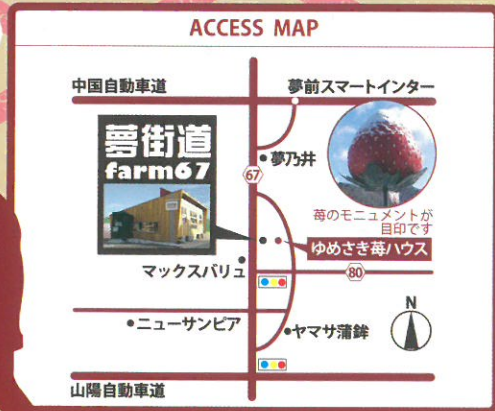 ACCESS MAP
中国自動車道
夢前スマートインター
夢街道
farm67
67
•夢乃井
苺のモニュメントが
目印です
ゆめさき苺ハウス
マックスバリュ
80
•ニューサンピア
•ヤマサ蒲鉾
N
山陽自動車道